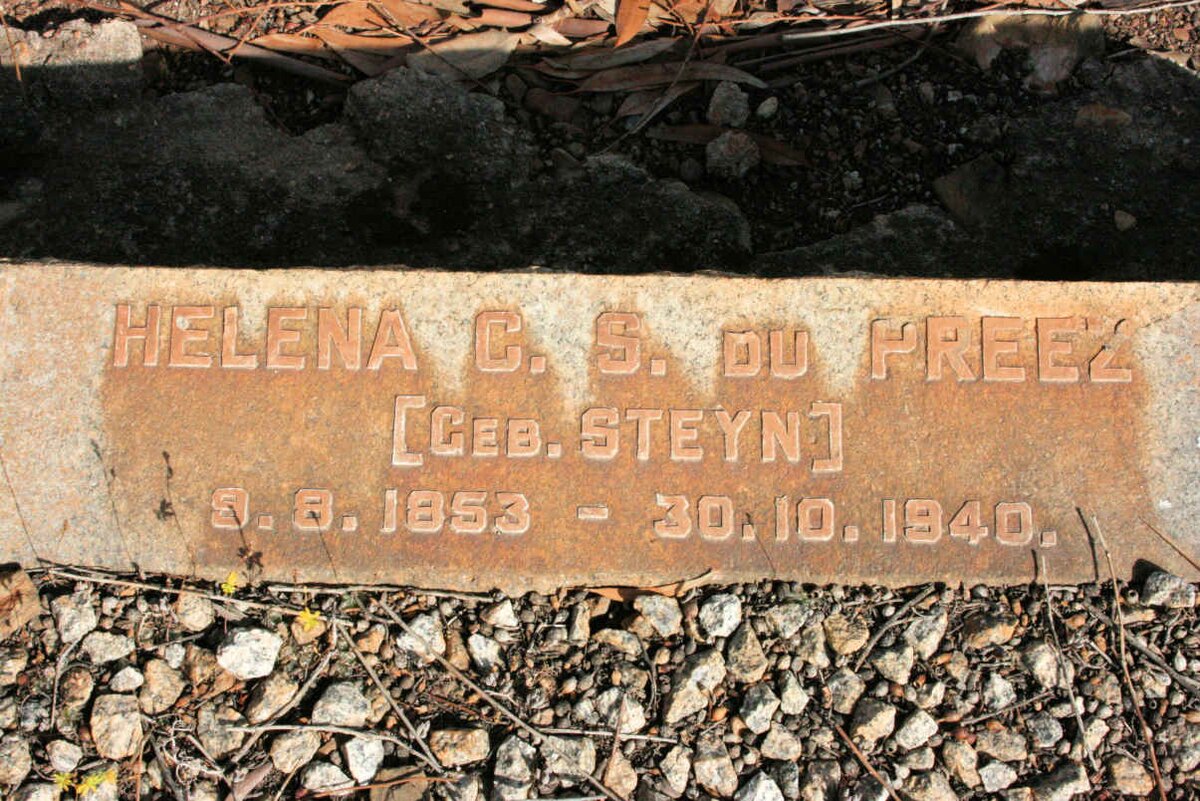 HELENA C. S. DU PREEZ
[GEB. STEYN]
9.8.1853 - 30.10.1940.